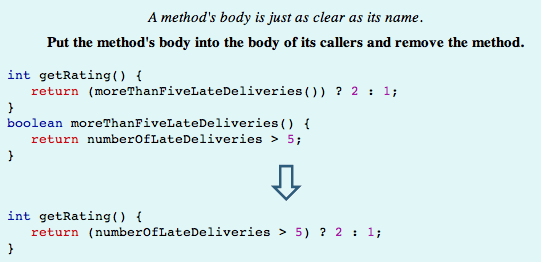 A method's body is just as clear as its name.
Put the method's body into the body of its callers and remove the method.
int getRating() {
return (moreThanFiveLateDeliveries()) ? 2 : 1;
}
boolean moreThanFiveLateDeliveries() {
return numberOfLateDeliveries > 5;
}
int getRating() {
return (numberOfLateDeliveries > 5) ? 2 : 1;
}